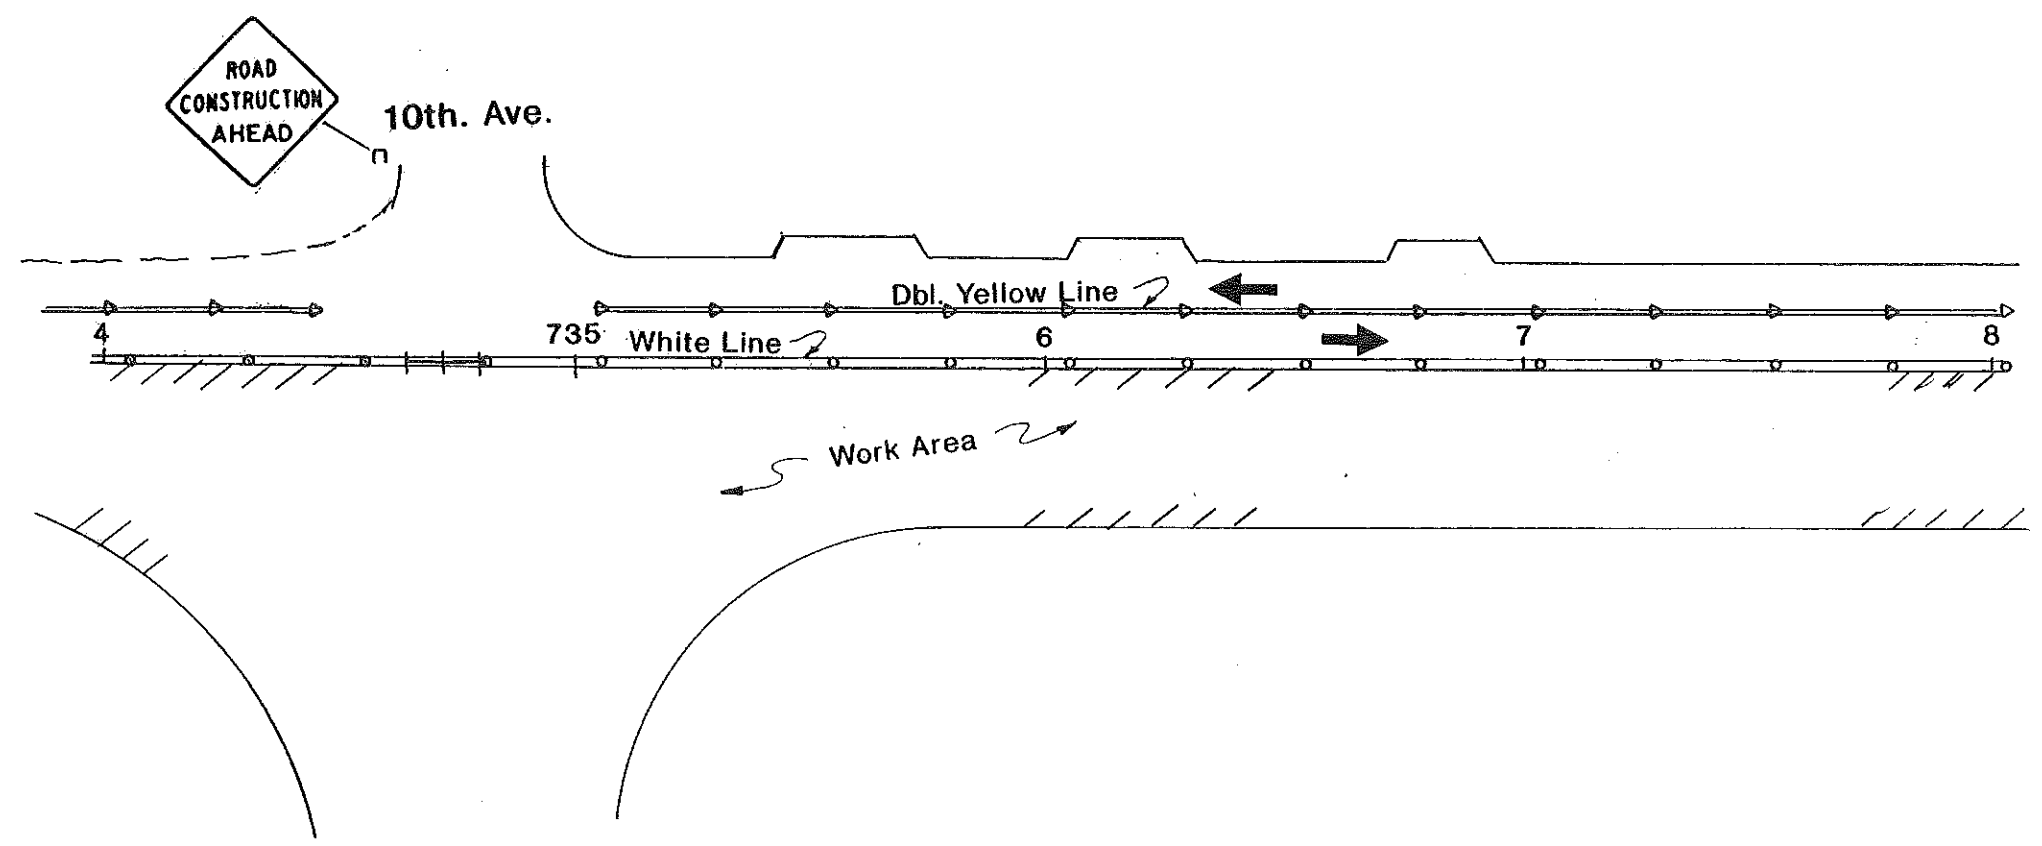 ROAD
CONSTRUCTION
AHEAD
10th. Ave.
Dbl. Yellow Line
4
735
White Line
6
7
8
Work Area